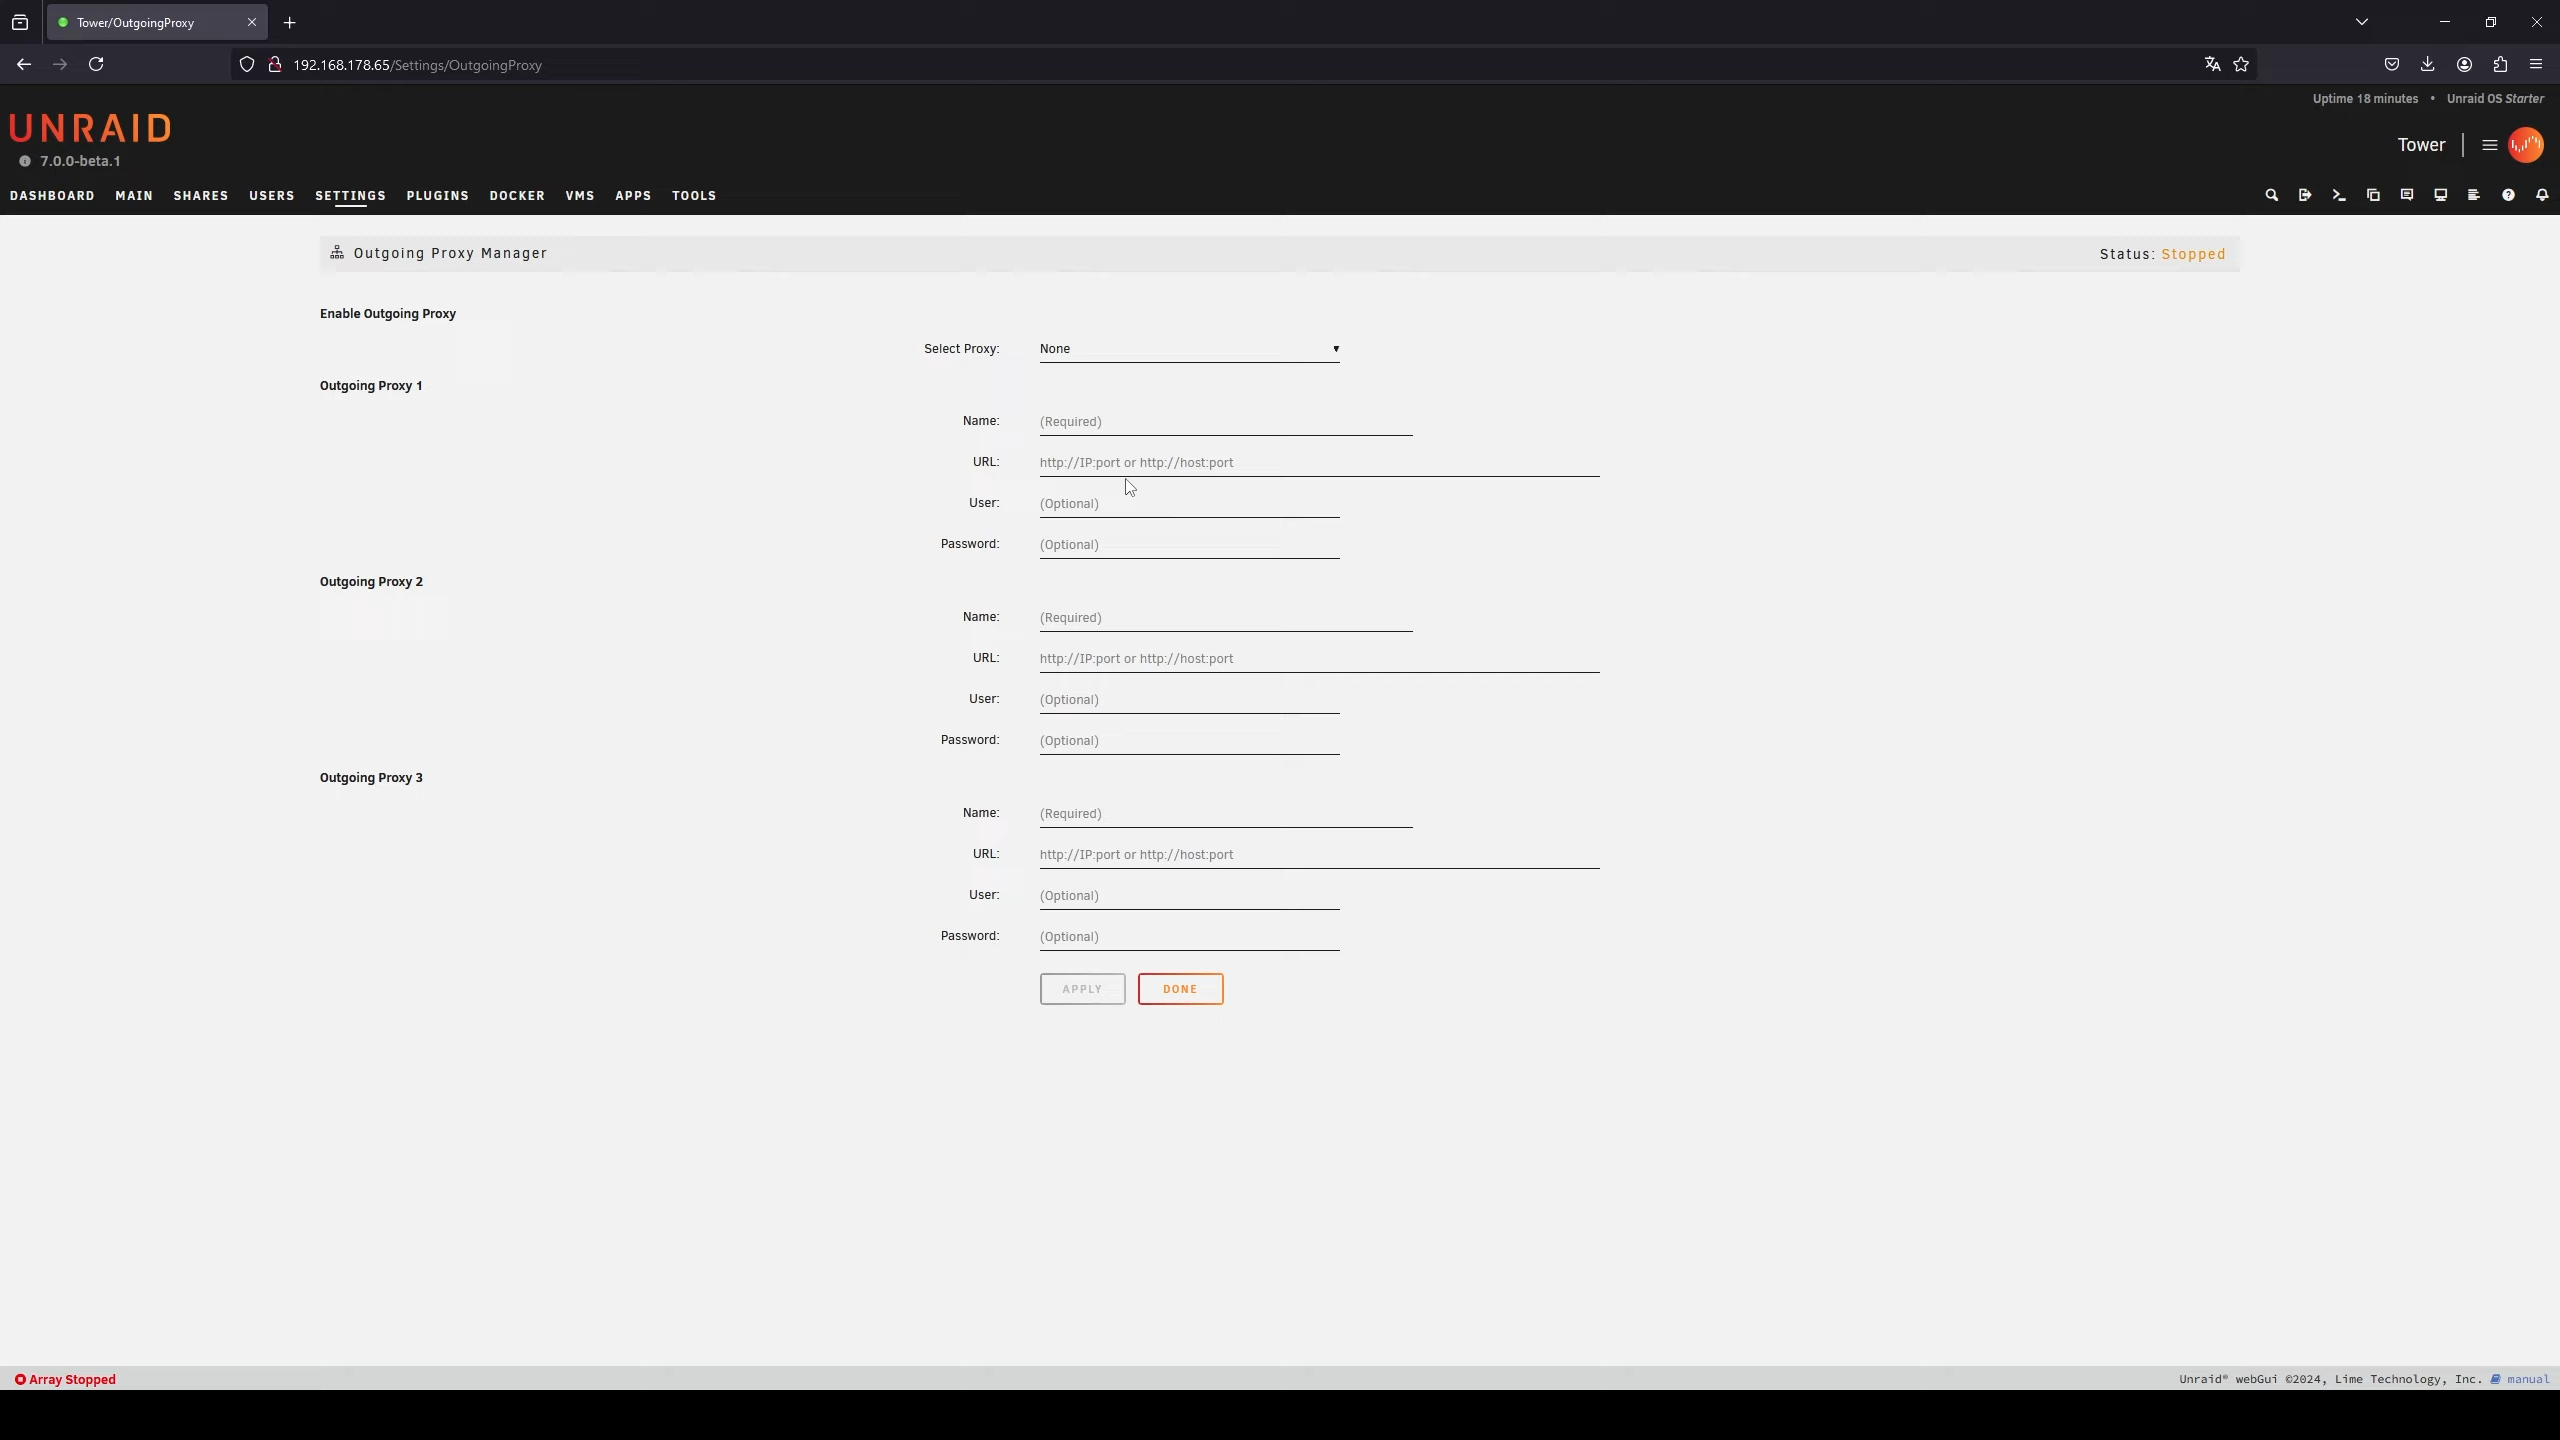 Tower/OutgoingProxy
192.168.178.65/Settings/OutgoingProxy
Uptime 18 minutes • Unraid OS Starter
UNRAID
7.0.0-beta.1
Tower
DASHBOARD MAIN SHARES USERS SETTINGS PLUGINS DOCKER VMS APPS TOOLS
Outgoing Proxy Manager
Status: Stopped
Enable Outgoing Proxy
Select Proxy: None
Outgoing Proxy 1
Name: (Required)
URL: http://IP:port or http://host:port
User: (Optional)
Password: (Optional)
Outgoing Proxy 2
Name: (Required)
URL: http://IP:port or http://host:port
User: (Optional)
Password: (Optional)
Outgoing Proxy 3
Name: (Required)
URL: http://IP:port or http://host:port
User: (Optional)
Password: (Optional)
APPLY DONE
Array Stopped
Unraid® webGui ©2024, Lime Technology, Inc. manual